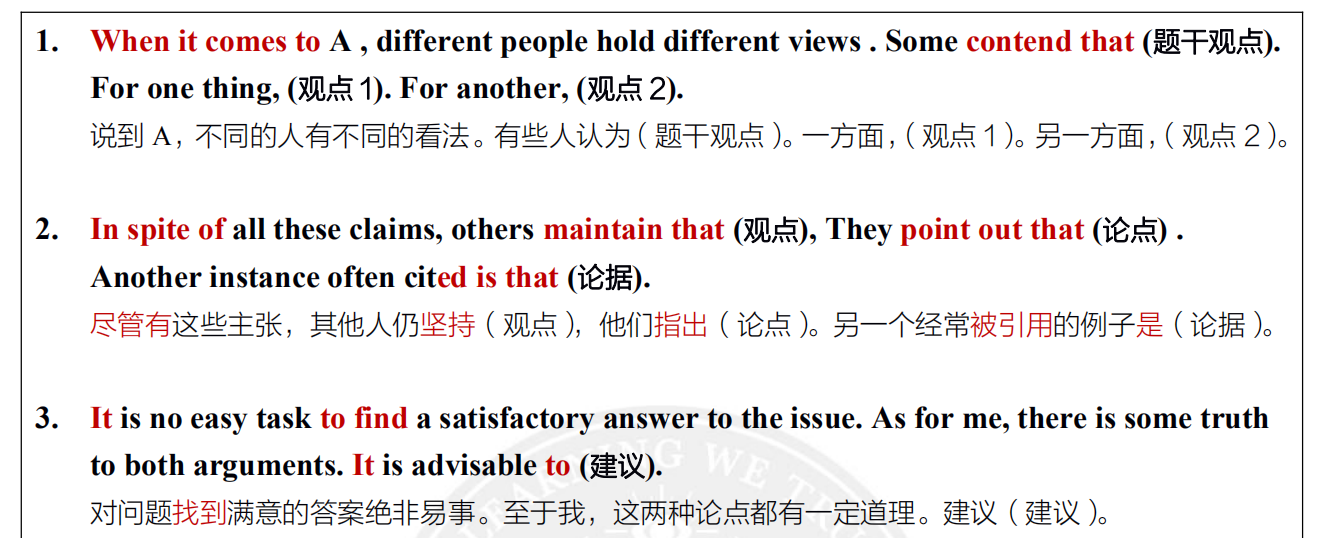 1. When it comes to A , different people hold different views . Some contend that (题干观点).
For one thing, (观点 1). For another, (观点 2).
说到 A，不同的人有不同的看法。有些人认为（题干观点）。一方面，（观点 1）。另一方面，（观点 2）。
2. In spite of all these claims, others maintain that (观点), They point out that (论点) .
Another instance often cited is that (论据).
尽管有这些主张，其他人仍坚持（观点），他们指出（论点）。另一个经常被引用的例子是（论据）。
3. It is no easy task to find a satisfactory answer to the issue. As for me, there is some truth
to both arguments. It is advisable to (建议).
对问题找到满意的答案绝非易事。至于我，这两种论点都有一定道理。建议（建议）。